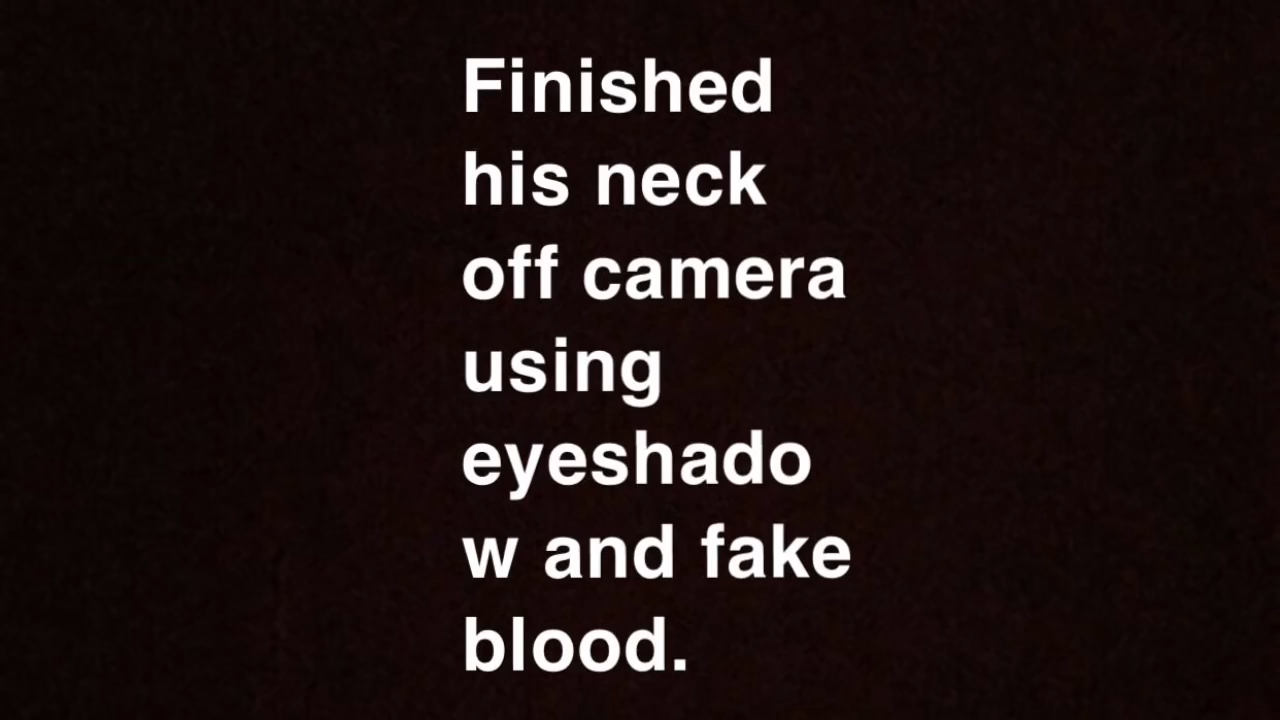 Finished
his neck
off camera
using
eyeshado
w and fake
blood.